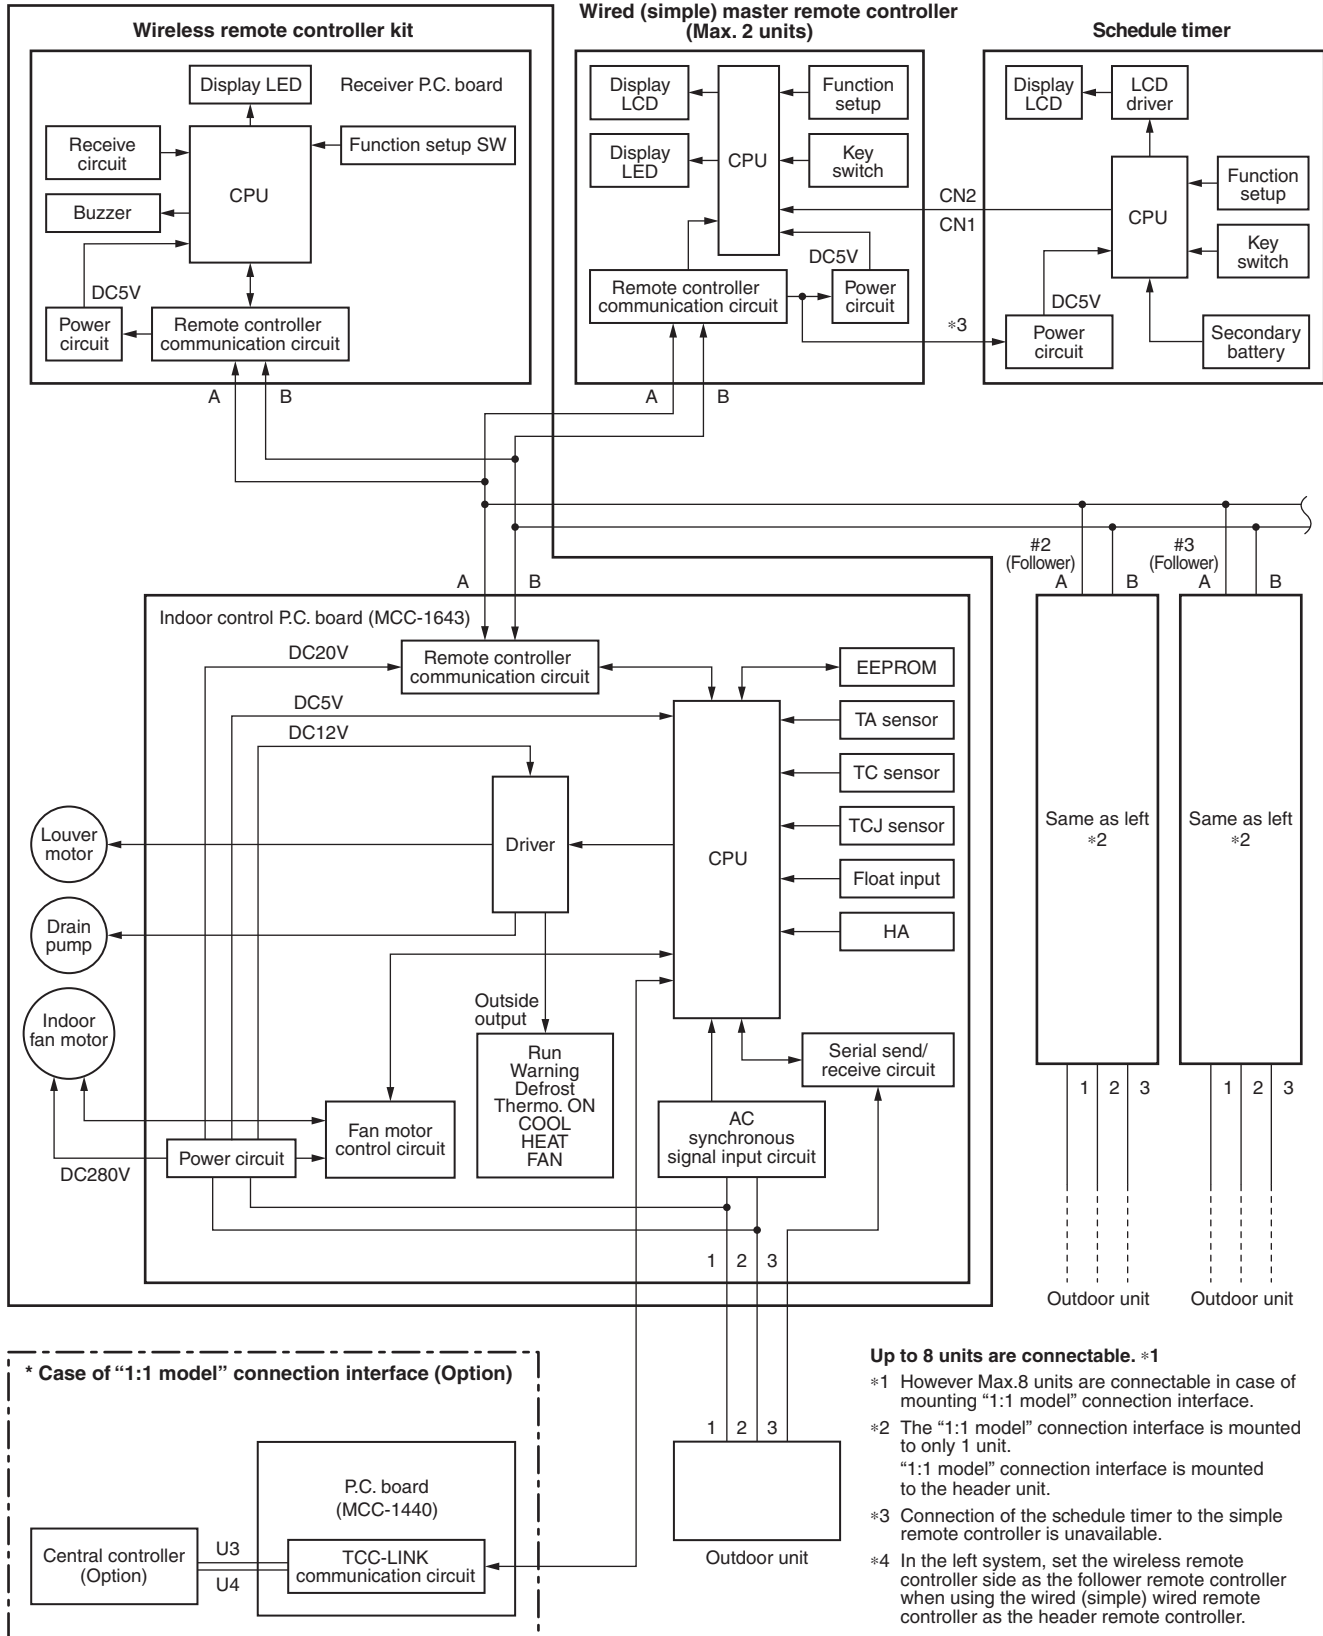 Wireless remote controller kit
Display LED
Receiver P.C. board
Receive
circuit
Function setup SW
CPU
Buzzer
DC5V
Power
circuit
Remote controller
communication circuit
A
B
Wired (simple) master remote controller
(Max. 2 units)
Display
LCD
Function
setup
Display
LED
CPU
Key
switch
DC5V
Remote controller
communication circuit
Power
circuit
A
B
CN2
CN1
∗3
Schedule timer
Display
LCD
LCD
driver
Function
setup
CPU
Key
switch
DC5V
Power
circuit
Secondary
battery
#2
(Follower)
A
B
#3
(Follower)
A
B
A
B
Indoor control P.C. board (MCC-1643)
DC20V
Remote controller
communication circuit
EEPROM
DC5V
TA sensor
DC12V
TC sensor
TCJ sensor
Louver
motor
Driver
CPU
Float input
Drain
pump
HA
Same as left
∗2
Same as left
∗2
Indoor
fan motor
Outside
output
Run
Warning
Defrost
Thermo. ON
COOL
HEAT
FAN
Serial send/
receive circuit
Fan motor
control circuit
AC
synchronous
signal input circuit
Power circuit
DC280V
1
2
3
1
2
3
1
2
3
Outdoor unit
Outdoor unit
* Case of “1:1 model” connection interface (Option)
P.C. board
(MCC-1440)
Central controller
(Option)
U3
U4
TCC-LINK
communication circuit
1
2
3
Outdoor unit
Up to 8 units are connectable. ∗1
∗1 However Max.8 units are connectable in case of
mounting “1:1 model” connection interface.
∗2 The “1:1 model” connection interface is mounted
to only 1 unit.
“1:1 model” connection interface is mounted
to the header unit.
∗3 Connection of the schedule timer to the simple
remote controller is unavailable.
∗4 In the left system, set the wireless remote
controller side as the follower remote controller
when using the wired (simple) wired remote
controller as the header remote controller.